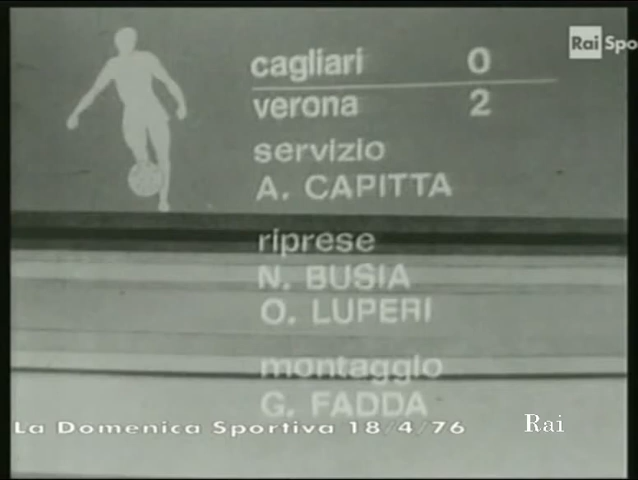 Rai Spo
cagliari 0
verona 2
servizio
A. CAPITTA
riprese
N. BUSIA
O. LUPERI
montaggio
G. FADDA
La Domenica Sportiva 18/4/76
Rai